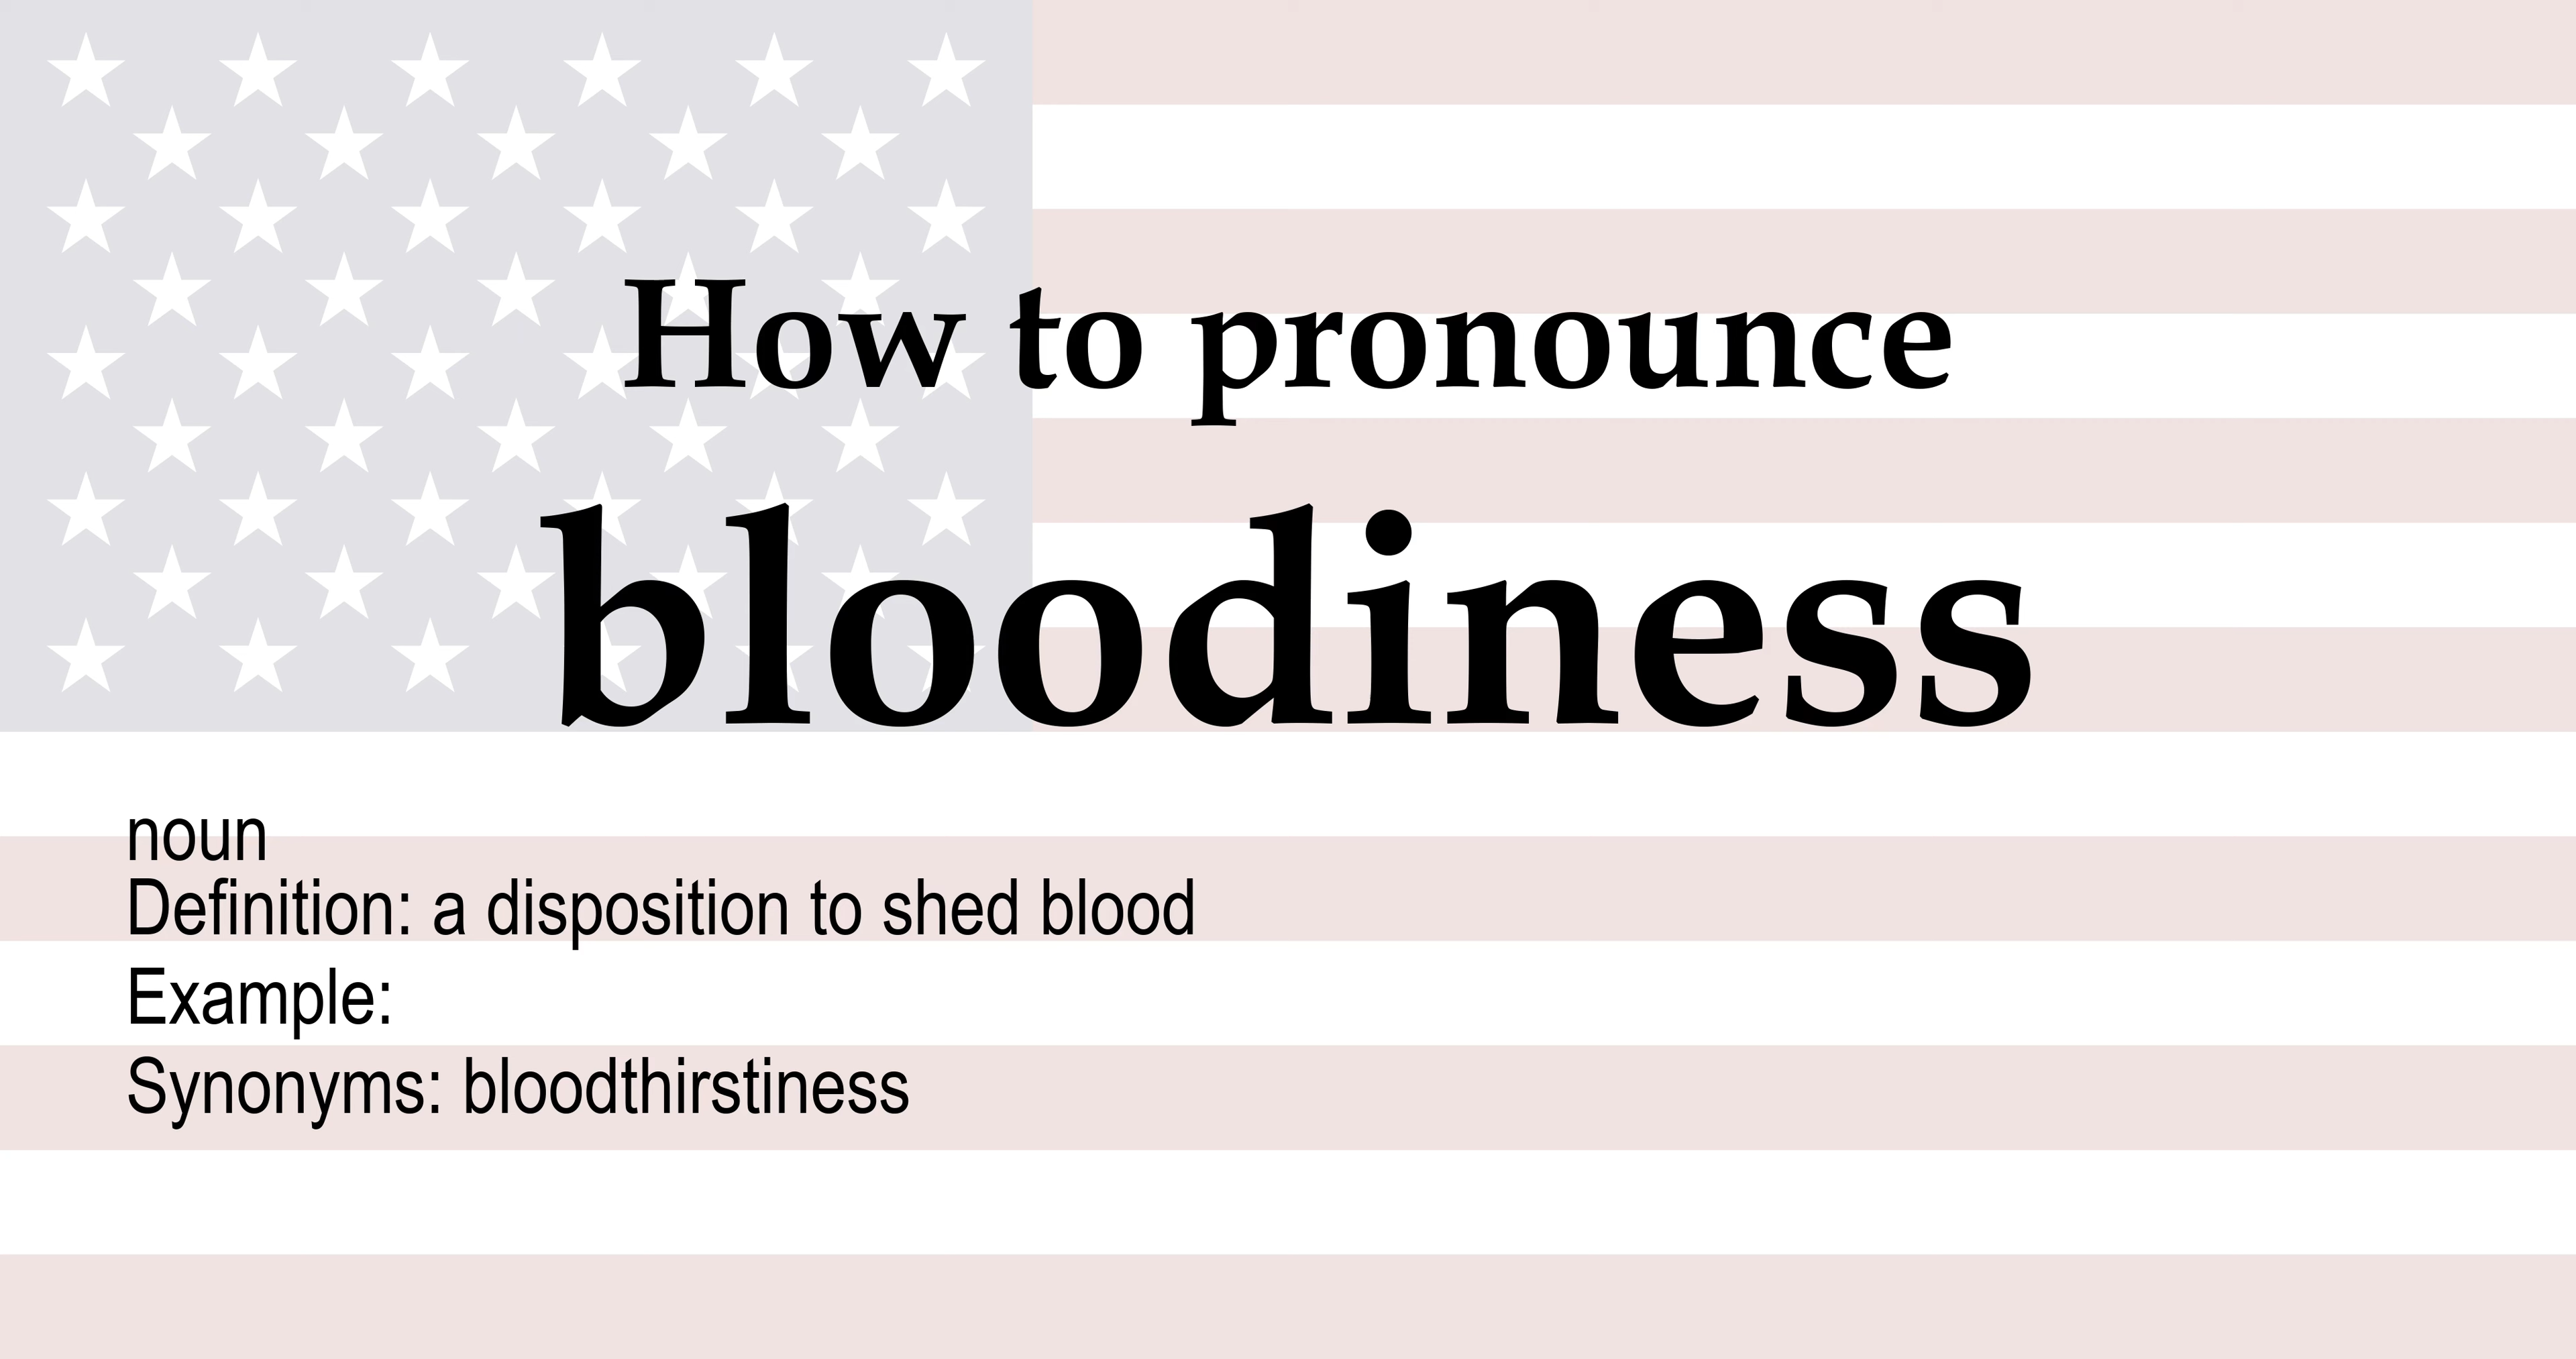 How to pronounce
bloodiness
noun
Definition: a disposition to shed blood
Example:
Synonyms: bloodthirstiness